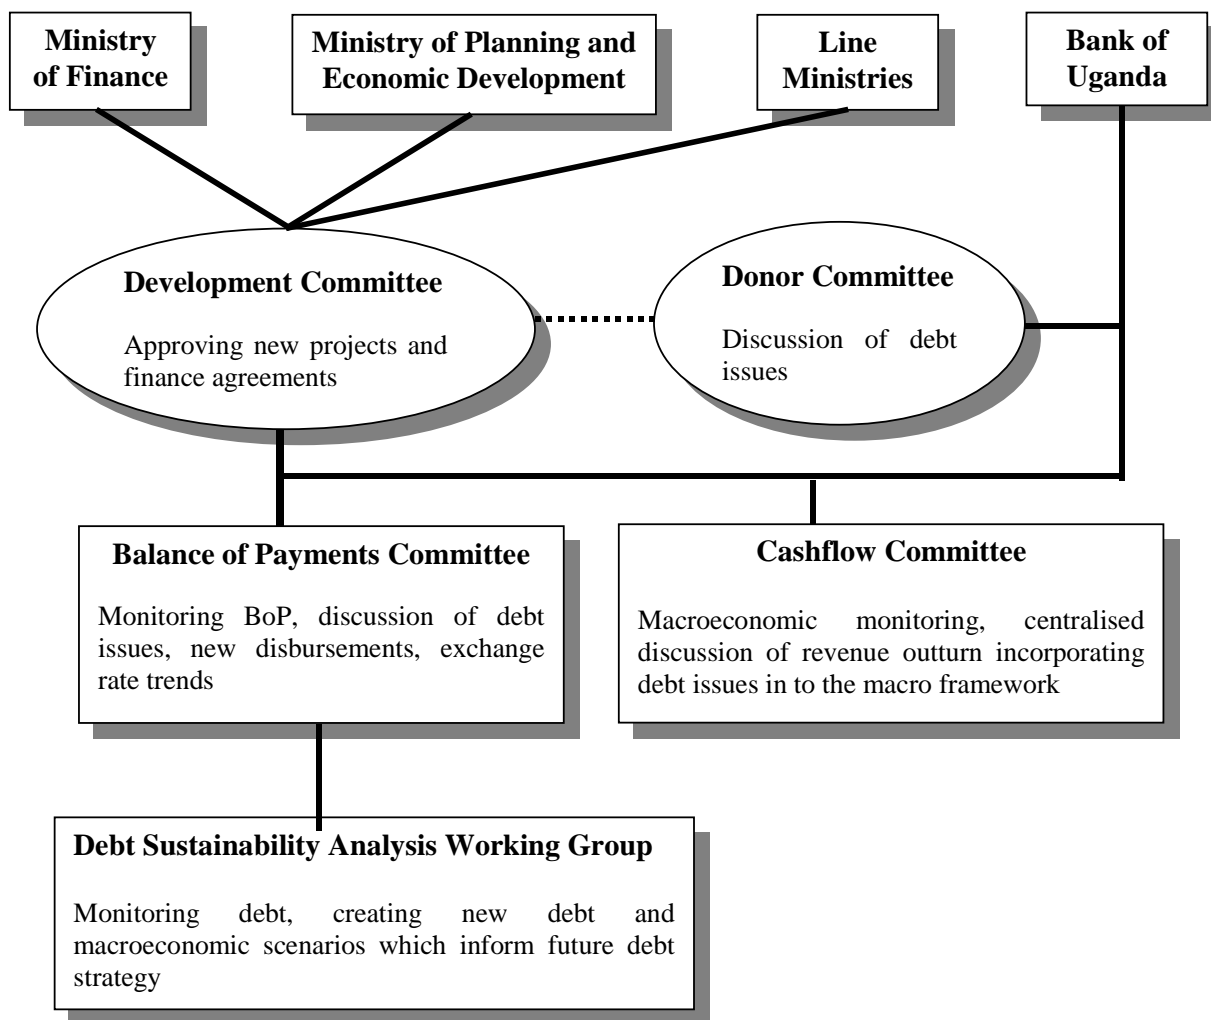 Ministry
of Finance
Ministry of Planning and
Economic Development
Line
Ministries
Bank of
Uganda
Development Committee
Approving new projects and
finance agreements
Donor Committee
Discussion of debt
issues
Balance of Payments Committee
Monitoring BoP, discussion of debt
issues, new disbursements, exchange
rate trends
Cashflow Committee
Macroeconomic monitoring, centralised
discussion of revenue outturn incorporating
debt issues in to the macro framework
Debt Sustainability Analysis Working Group
Monitoring debt, creating new debt and
macroeconomic scenarios which inform future debt
strategy